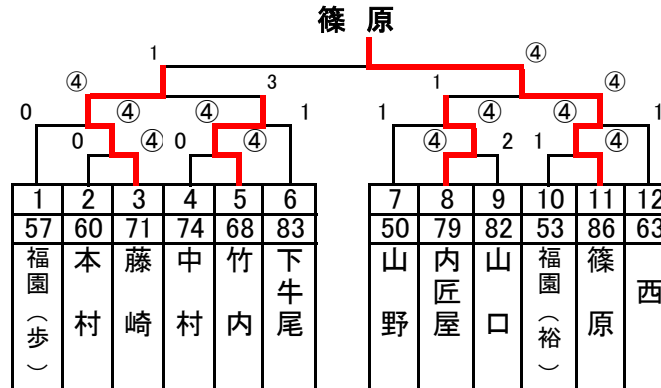 篠 原
1 ④
④ 3 1 ④
0 ④ ④ 1 1 ④ ④ 1
0 ④ 0 ④ ④ 2 1
1 2 3 4 5 6 7 8 9 10 11 12
57 60 71 74 68 83 50 79 82 53 86 63
福園(歩) 本村 藤崎 中村 竹内 下牛尾 山野 内匠屋 山口 福園(裕) 篠原 西